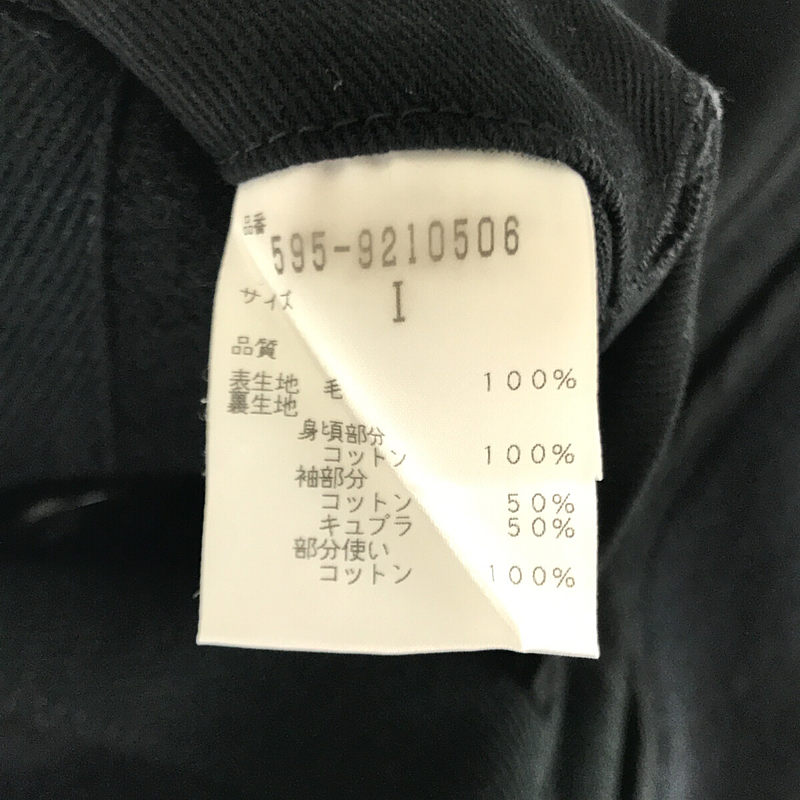 品番 595-9210506
サイズ I
品質
表生地 毛 100%
裏生地
身頃部分
コットン 100%
袖部分
コットン 50%
キュプラ 50%
部分使い
コットン 100%